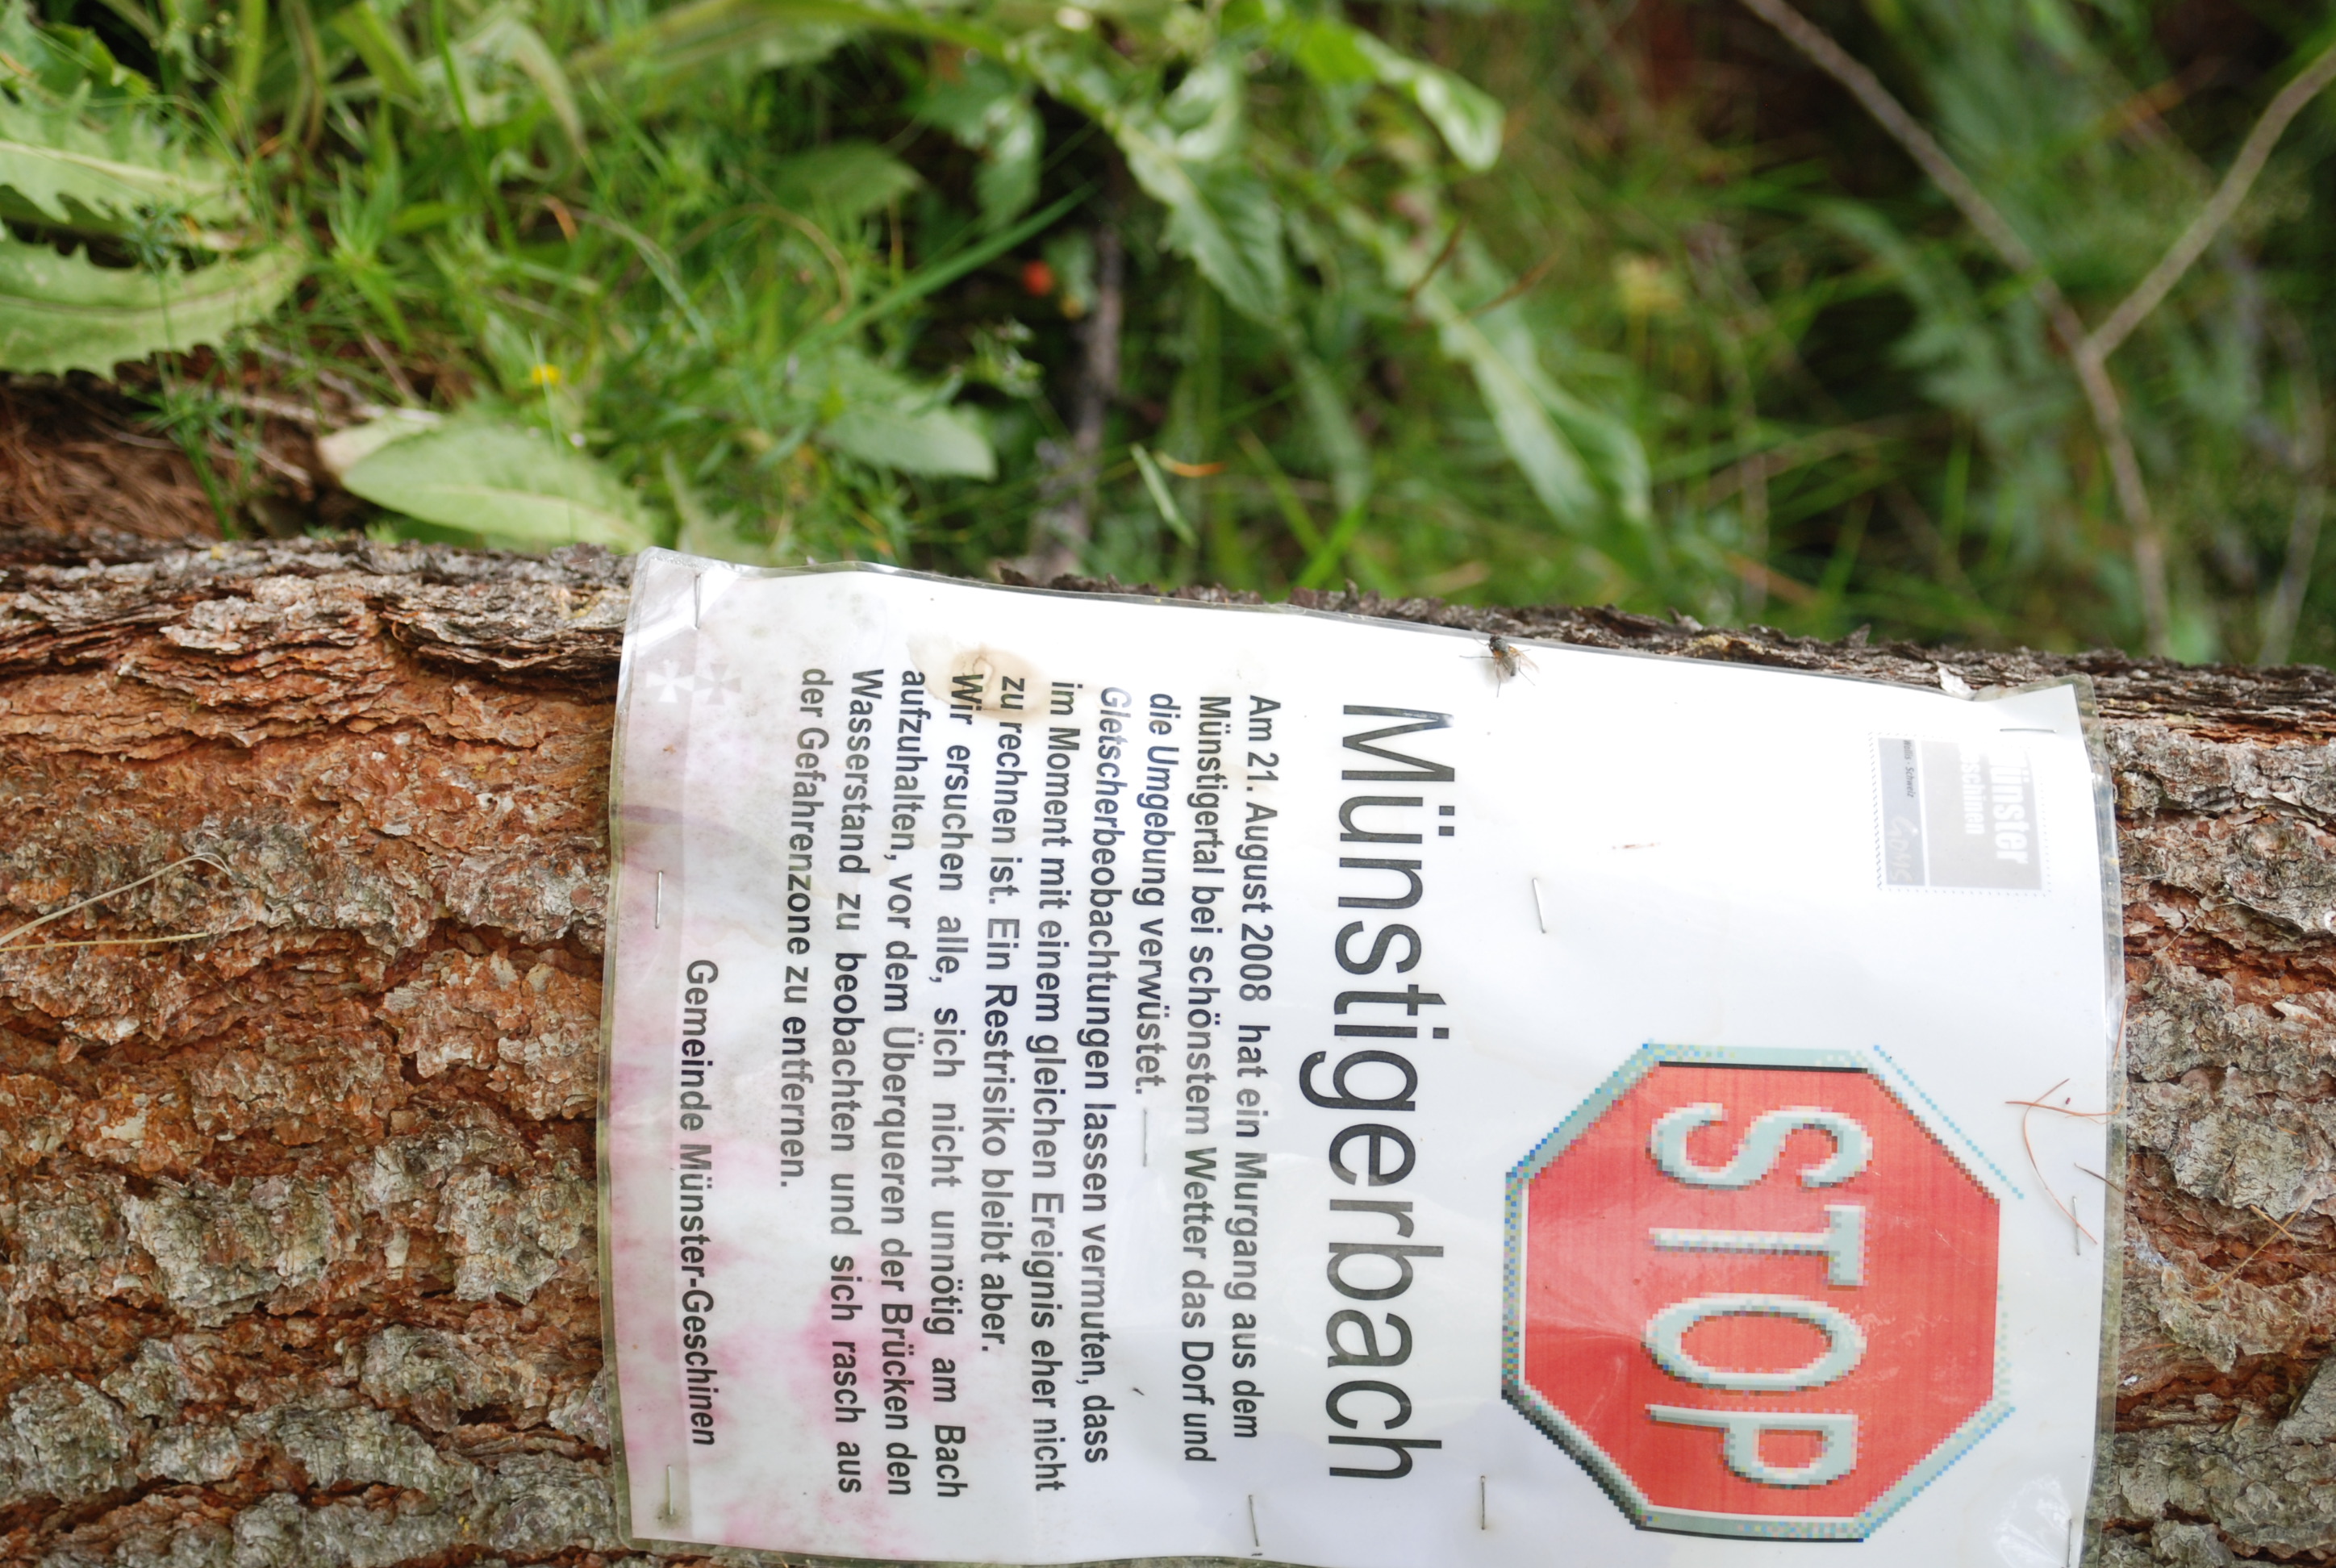 Münster
Geschinen
Wallis - Schweiz
Goms
STOP
Münstigerbach
Am 21. August 2008 hat ein Murgang aus dem
Münstigertal bei schönstem Wetter das Dorf und
die Umgebung verwüstet.
Gletscherbeobachtungen lassen vermuten, dass
im Moment mit einem gleichen Ereignis eher nicht
zu rechnen ist. Ein Restrisiko bleibt aber.
Wir ersuchen alle, sich nicht unnötig am Bach
aufzuhalten, vor dem Überqueren der Brücken den
Wasserstand zu beobachten und sich rasch aus
der Gefahrenzone zu entfernen.
Gemeinde Münster-Geschinen